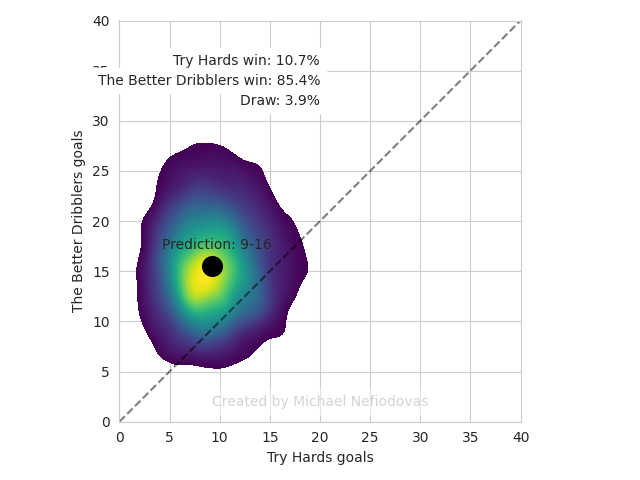 40
Try Hards win: 10.7%
The Better Dribblers win: 85.4%
Draw: 3.9%
30
25
20
Prediction: 9-16
15
10
5
0
The Better Dribblers goals
Created by Michael Nefiodovas
0 5 10 15 20 25 30 35 40
Try Hards goals